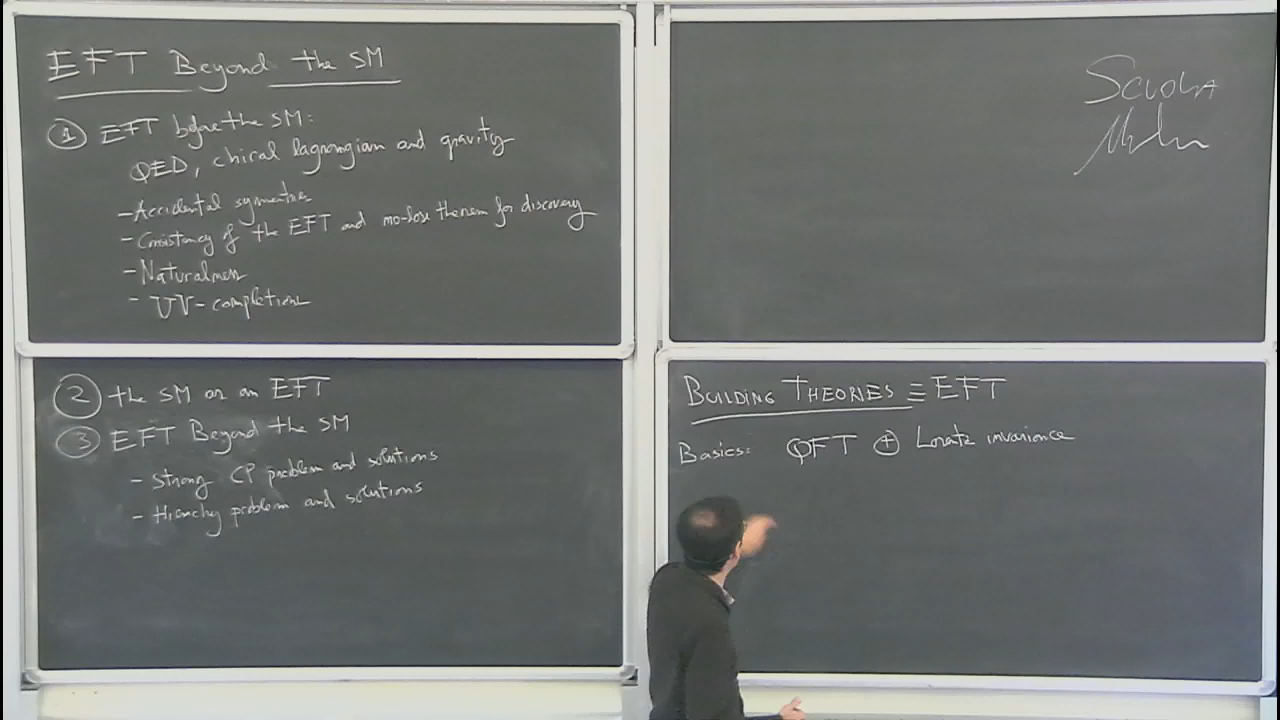 EFT Beyond the SM
① EFT before the SM:
QED, chiral lagrangian and gravity
- Accidental symmetries
- Consistency of the EFT and no-lose theorem for discovery
- Naturalness
- UV-completions
② the SM as an EFT
③ EFT Beyond the SM
- Strong CP problem and solutions
- Hierarchy problem and solutions
SCUOLA
BUILDING THEORIES ≡ EFT
Basics: QFT ⊕ Lorentz invariance